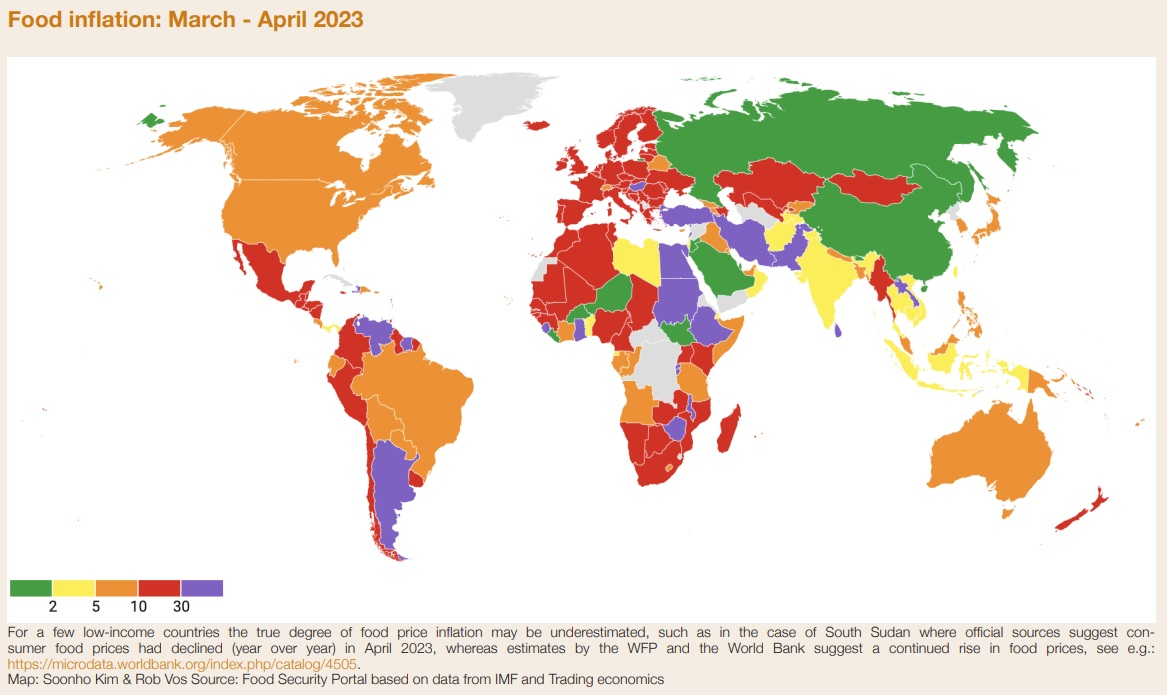 Food inflation: March - April 2023
2 5 10 30
For a few low-income countries the true degree of food price inflation may be underestimated, such as in the case of South Sudan where official sources suggest con-
sumer food prices had declined (year over year) in April 2023, whereas estimates by the WFP and the World Bank suggest a continued rise in food prices, see e.g.:
https://microdata.worldbank.org/index.php/catalog/4505.
Map: Soonho Kim & Rob Vos Source: Food Security Portal based on data from IMF and Trading economics